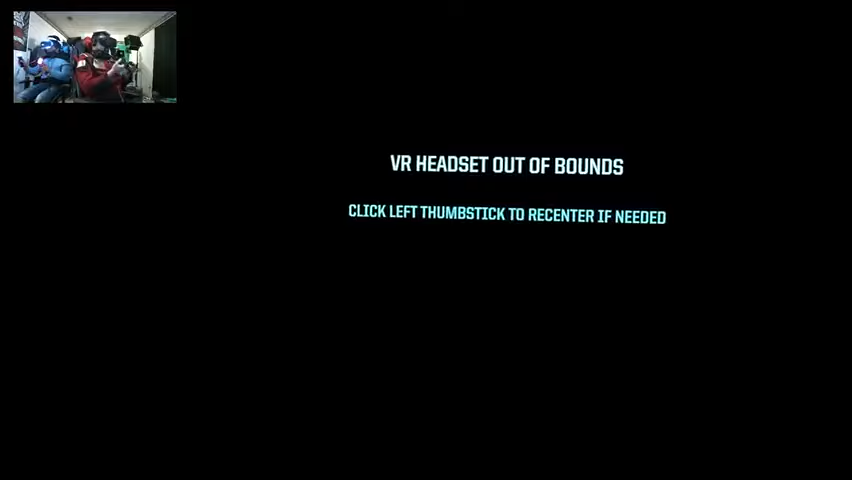 VR HEADSET OUT OF BOUNDS
CLICK LEFT THUMBSTICK TO RECENTER IF NEEDED